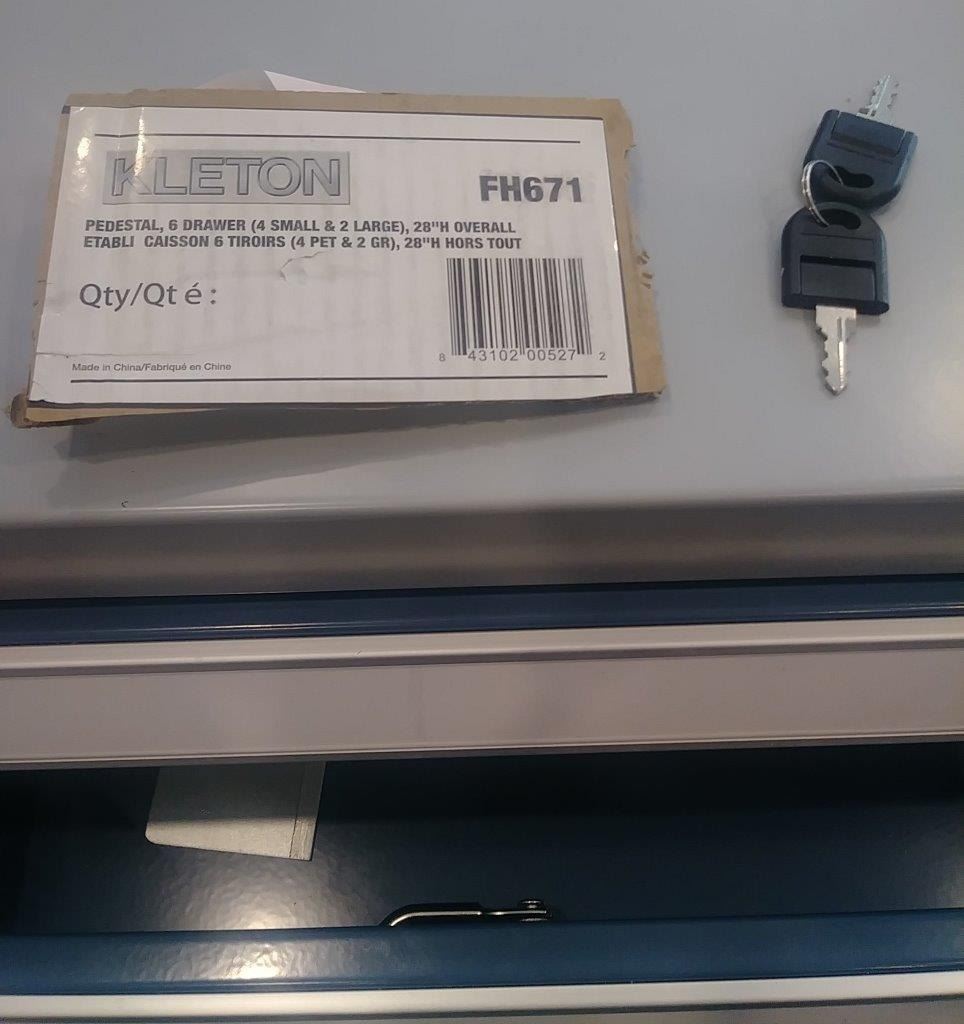 KLETON
FH671
PEDESTAL, 6 DRAWER (4 SMALL & 2 LARGE), 28"H OVERALL
ETABLI CAISSON 6 TIROIRS (4 PET & 2 GR), 28"H HORS TOUT
Qty/Qt é :
8 43102 00527 2
Made in China/Fabriqué en Chine